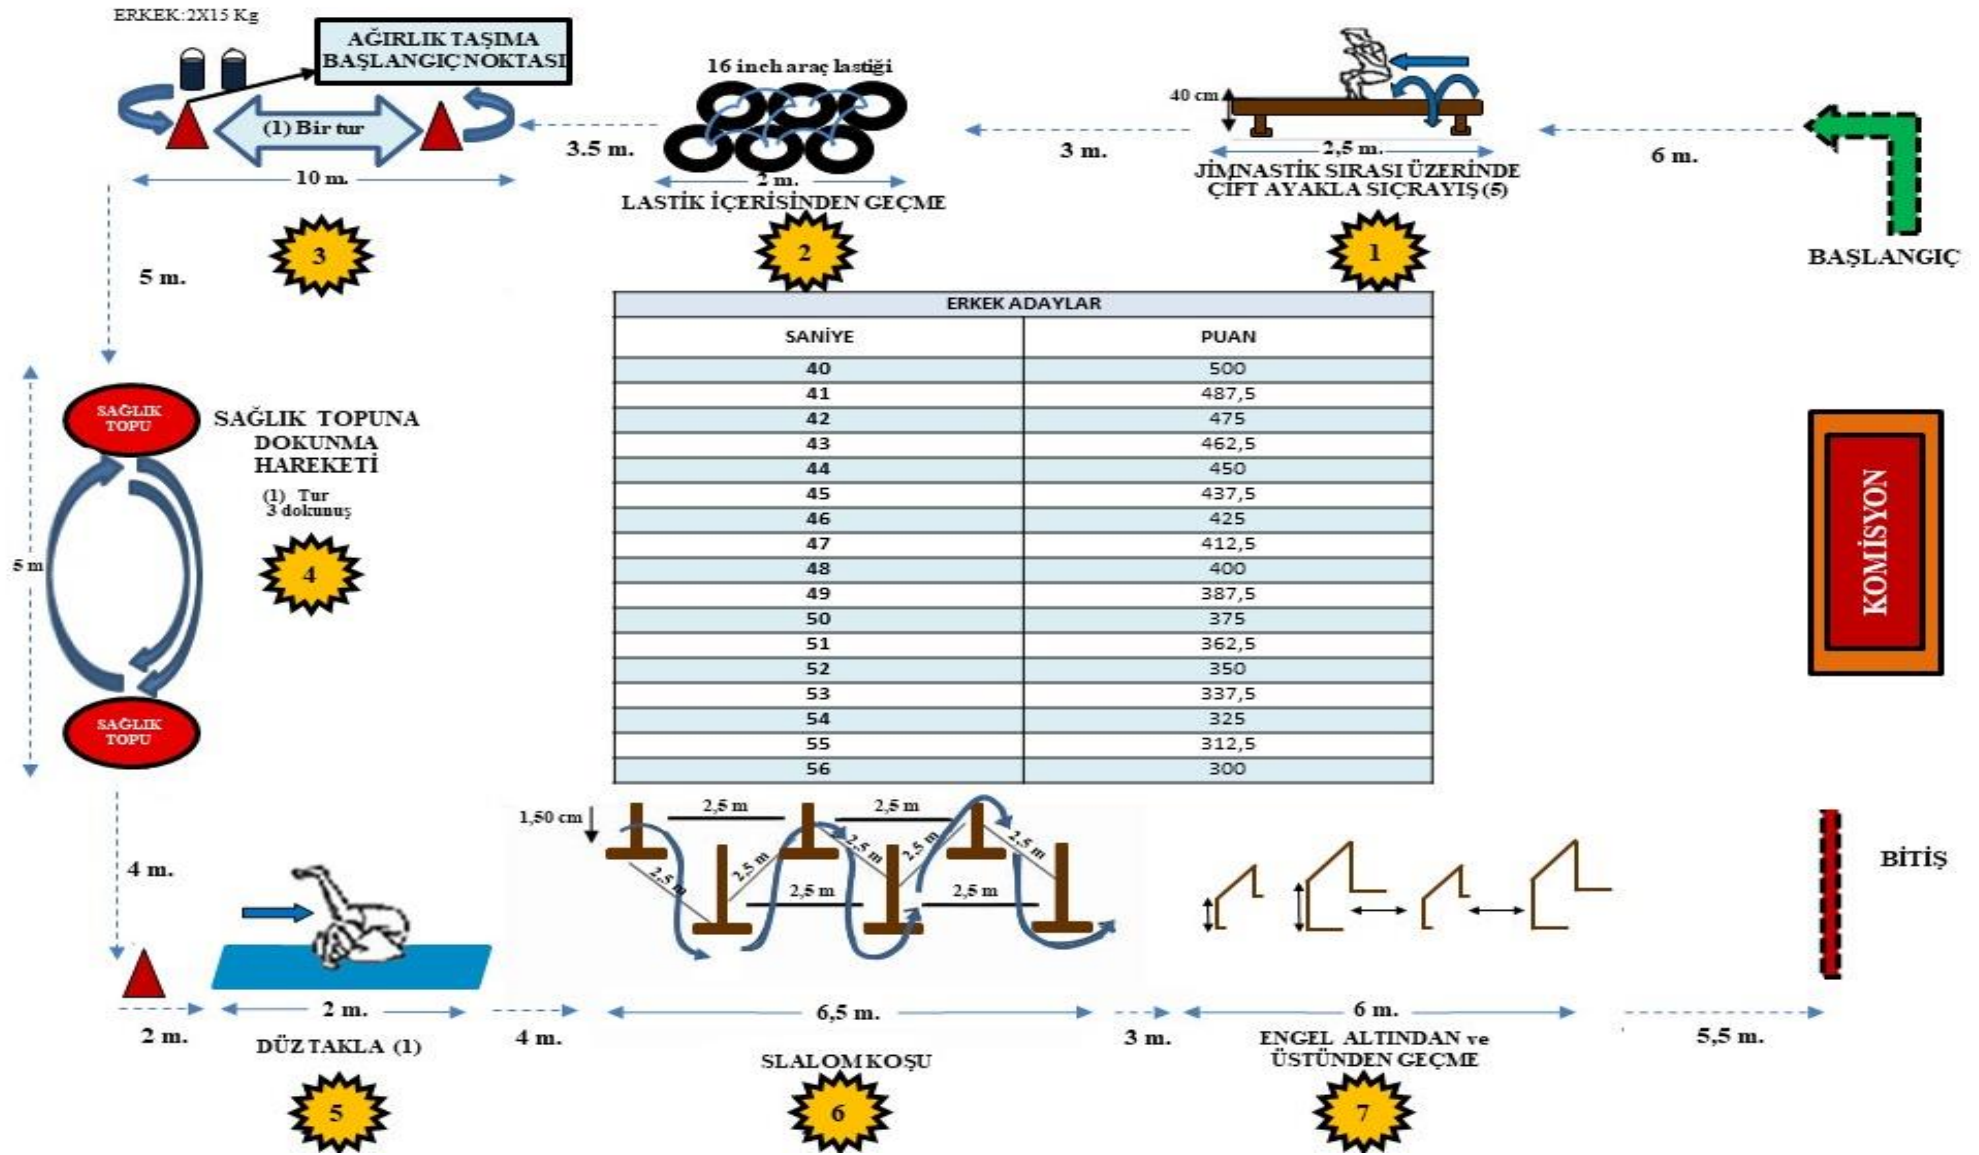 ERKEK:2X15 Kg
AĞIRLIK TAŞIMA
BAŞLANGIÇ NOKTASI
(1) Bir tur
10 m.
3
3.5 m.
16 inch araç lastiği
2 m.
LASTİK İÇERİSİNDEN GEÇME
2
3 m.
40 cm
2,5 m.
JİMNASTİK SIRASI ÜZERİNDE
ÇİFT AYAKLA SIÇRAYIŞ (5)
1
6 m.
BAŞLANGIÇ
5 m.
SAĞLIK
TOPU
SAĞLIK TOPUNA
DOKUNMA
HAREKETİ
(1) Tur
3 dokunuş
4
5 m
SAĞLIK
TOPU
ERKEK ADAYLAR
SANİYE PUAN
40 500
41 487,5
42 475
43 462,5
44 450
45 437,5
46 425
47 412,5
48 400
49 387,5
50 375
51 362,5
52 350
53 337,5
54 325
55 312,5
56 300
KOMİSYON
4 m.
2 m.
2 m.
DÜZ TAKLA (1)
5
4 m.
1,50 cm
2,5 m
2,5 m
2,5 m
2,5 m
2,5 m
2,5 m
2,5 m
2,5 m
2,5 m
6,5 m.
SLALOM KOŞU
6
3 m.
6 m.
ENGEL ALTINDAN ve
ÜSTÜNDEN GEÇME
7
5,5 m.
BİTİŞ